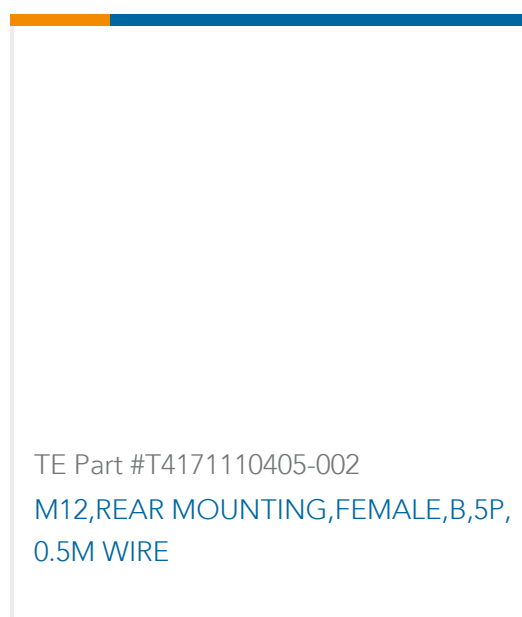 TE Part #T4171110405-002
M12,REAR MOUNTING,FEMALE,B,5P,
0.5M WIRE